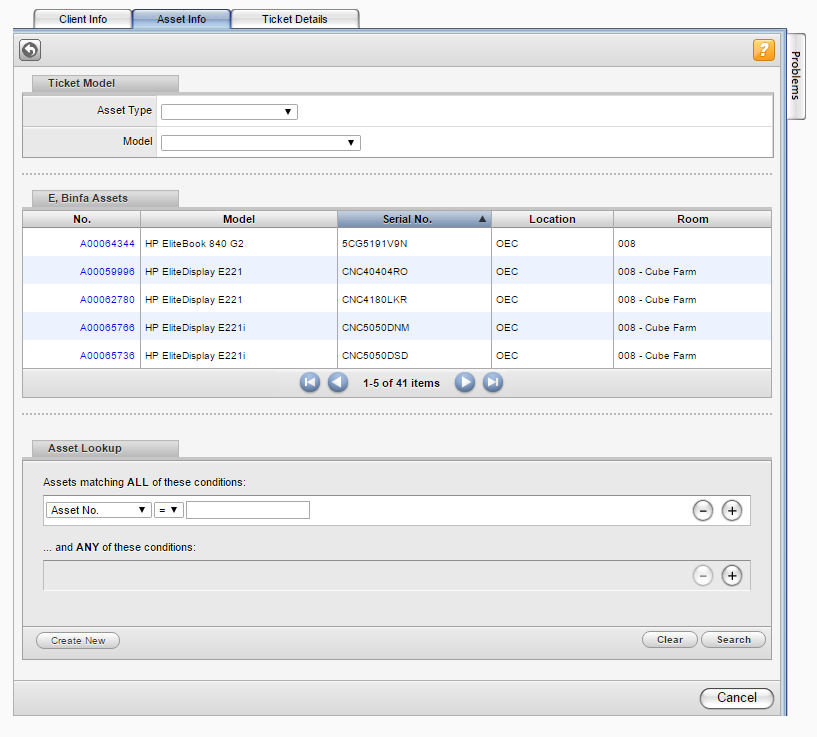 Client Info Asset Info Ticket Details
?
Problems
Ticket Model
Asset Type
Model
E, Binfa Assets
No. Model Serial No. Location Room
A00064344 HP EliteBook 840 G2 5CG5191V9N OEC 008
A00059996 HP EliteDisplay E221 CNC40404RO OEC 008 - Cube Farm
A00062780 HP EliteDisplay E221 CNC4180LKR OEC 008 - Cube Farm
A00065766 HP EliteDisplay E221i CNC5050DNM OEC 008 - Cube Farm
A00065736 HP EliteDisplay E221i CNC5050DSD OEC 008 - Cube Farm
1-5 of 41 items
Asset Lookup
Assets matching ALL of these conditions:
Asset No. =
... and ANY of these conditions:
Create New Clear Search
Cancel